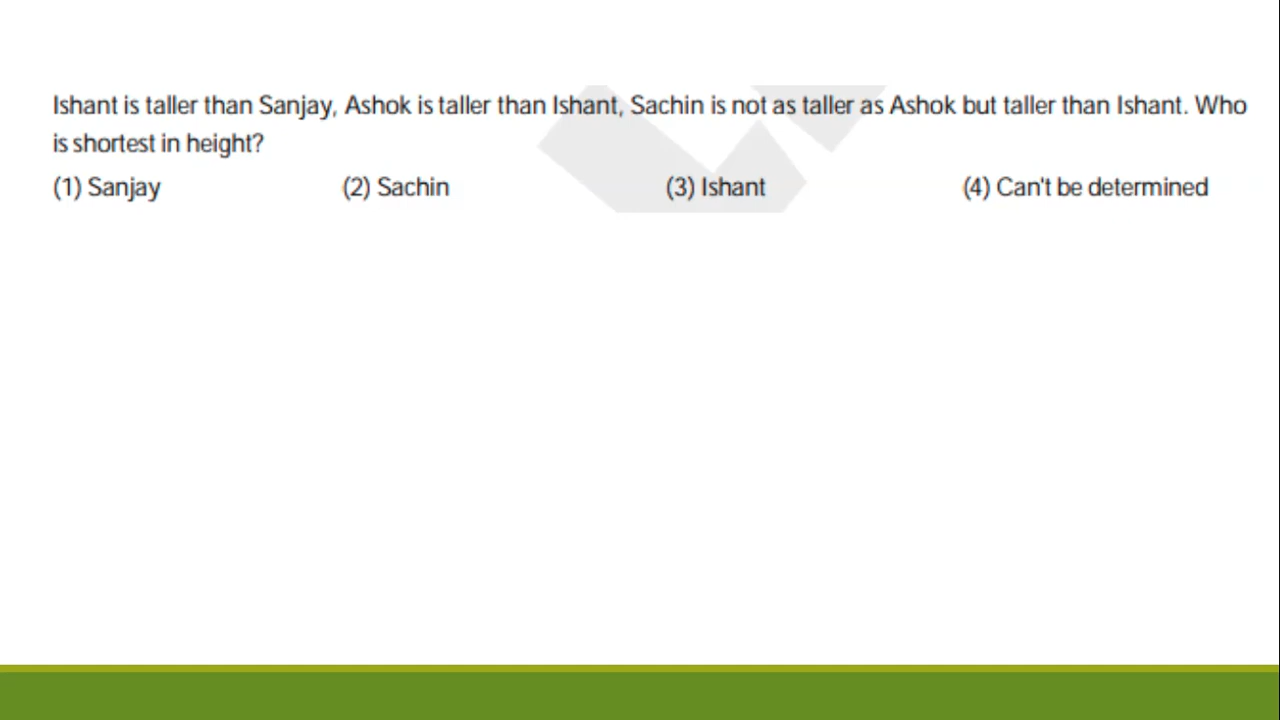 Ishant is taller than Sanjay, Ashok is taller than Ishant, Sachin is not as taller as Ashok but taller than Ishant. Who
is shortest in height?
(1) Sanjay (2) Sachin (3) Ishant (4) Can't be determined